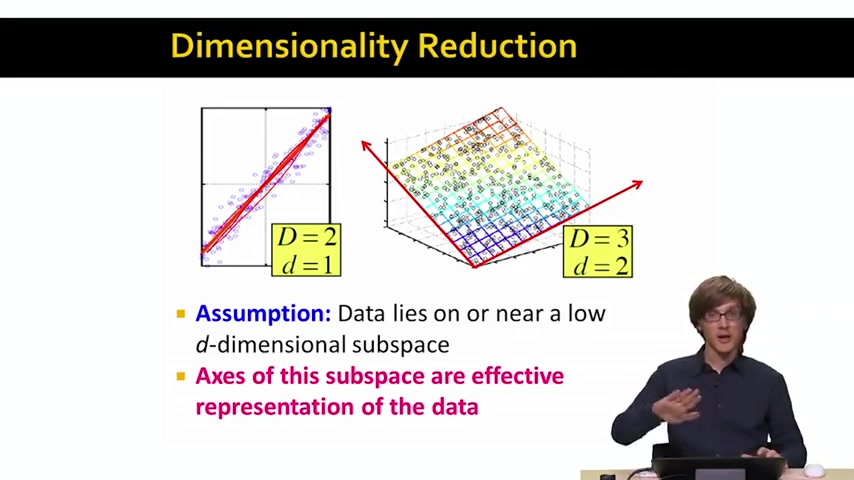 Dimensionality Reduction
D = 2
d = 1
D = 3
d = 2
Assumption: Data lies on or near a low
d-dimensional subspace
Axes of this subspace are effective
representation of the data